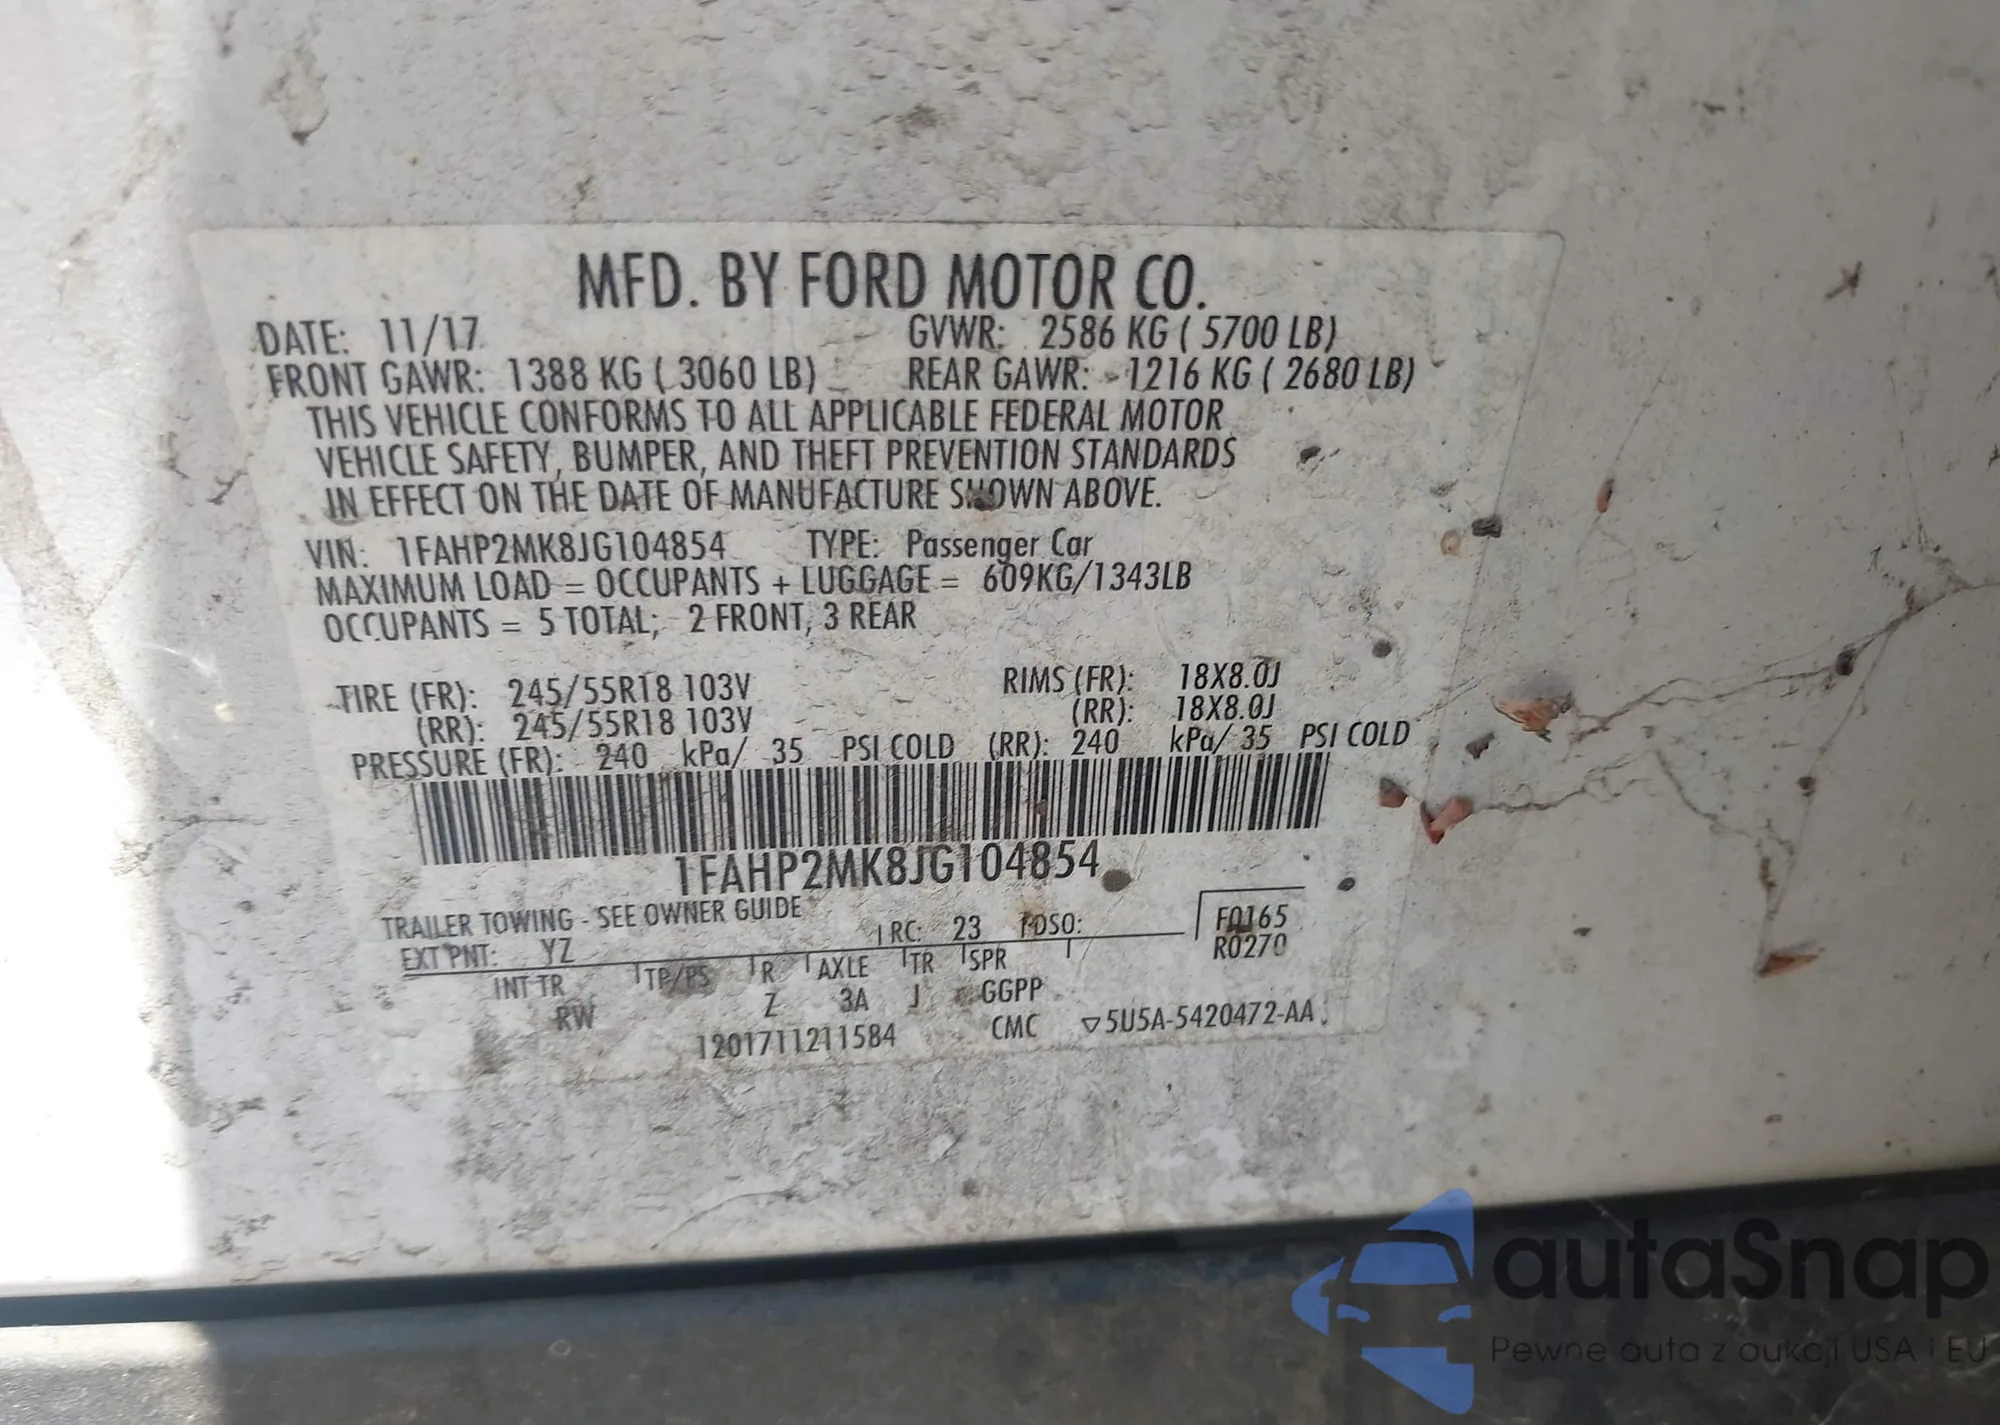 MFD. BY FORD MOTOR CO.
DATE: 11/17 GVWR: 2586 KG ( 5700 LB)
FRONT GAWR: 1388 KG ( 3060 LB) REAR GAWR: 1216 KG ( 2680 LB)
THIS VEHICLE CONFORMS TO ALL APPLICABLE FEDERAL MOTOR
VEHICLE SAFETY, BUMPER, AND THEFT PREVENTION STANDARDS
IN EFFECT ON THE DATE OF MANUFACTURE SHOWN ABOVE.
VIN: 1FAHP2MK8JG104854 TYPE: Passenger Car
MAXIMUM LOAD = OCCUPANTS + LUGGAGE = 609KG/1343LB
OCCUPANTS = 5 TOTAL; 2 FRONT, 3 REAR
TIRE (FR): 245/55R18 103V RIMS (FR): 18X8.0J
(RR): 245/55R18 103V (RR): 18X8.0J
PRESSURE (FR): 240 kPa/ 35 PSI COLD (RR): 240 kPa/ 35 PSI COLD
1FAHP2MK8JG104854
TRAILER TOWING - SEE OWNER GUIDE
EXT PNT: YZ RC: 23 DSO: F0165
R0270
INT TR TP/PS R AXLE TR SPR
RW Z 3A J GGPP
1201711211584 CMC ▽5U5A-5420472-AA
autaSnap
Pewne auta z aukcji USA i EU